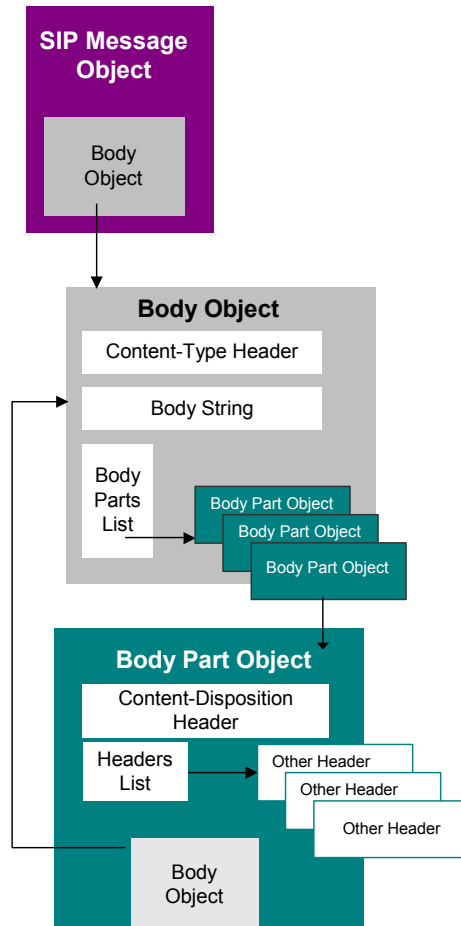 SIP Message
Object
Body
Object
Body Object
Content-Type Header
Body String
Body
Parts
List
Body Part Object
Body Part Object
Body Part Object
Body Part Object
Content-Disposition
Header
Headers
List
Other Header
Other Header
Other Header
Body
Object